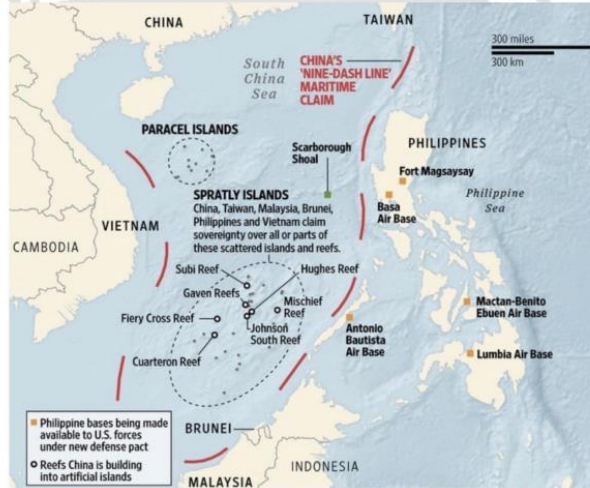 CHINA
TAIWAN
300 miles
300 km
South
China
Sea
CHINA'S
'NINE-DASH LINE'
MARITIME
CLAIM
PARACEL ISLANDS
Scarborough
Shoal
PHILIPPINES
Fort Magsaysay
Philippine
Sea
Basa
Air Base
SPRATLY ISLANDS
China, Taiwan, Malaysia, Brunei,
Philippines and Vietnam claim
sovereignty over all or parts of
these scattered islands and reefs.
VIETNAM
CAMBODIA
Subi Reef
Hughes Reef
Gaven Reefs
Mischief
Reef
Fiery Cross Reef
Johnson
South Reef
Cuarteron Reef
Antonio
Bautista
Air Base
Mactan-Benito
Ebuen Air Base
Lumbia Air Base
Philippine bases being made
available to U.S. forces
under new defense pact
Reefs China is building
into artificial islands
BRUNEI
MALAYSIA
INDONESIA